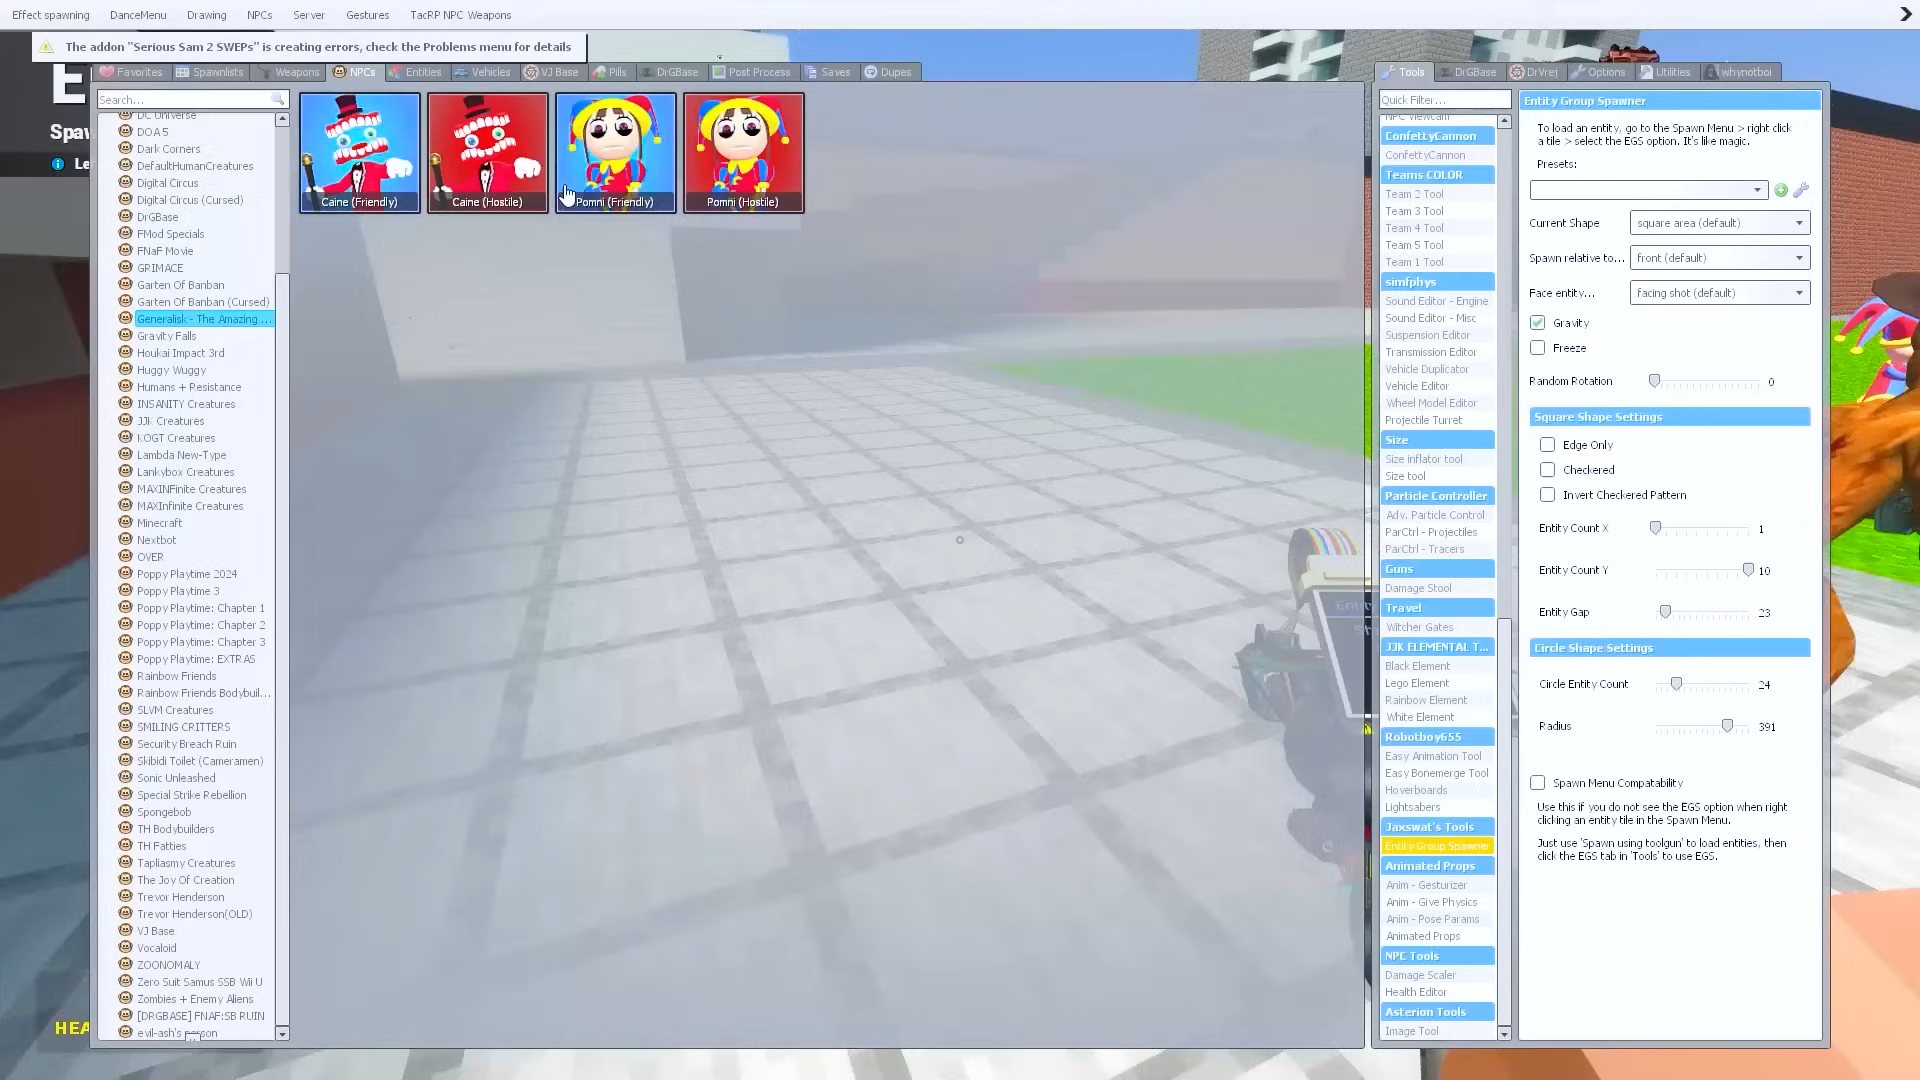 Effect spawning DanceMenu Drawing NPCs Server Gestures TacRP NPC Weapons
The addon "Serious Sam 2 SWEPs" is creating errors, check the Problems menu for details
Favorites Spawnlists Weapons NPCs Entities Vehicles VJ Base Pills DrGBase Post Process Saves Dupes
E
Spaw
Le
HEA
Search...
DC Universe
DOA 5
Dark Corners
DefaultHumanCreatures
Digital Circus
Digital Circus (Cursed)
DrGBase
FMod Specials
FNaF Movie
GRIMACE
Garten Of Banban
Garten Of Banban (Cursed)
Generalisk - The Amazing ...
Gravity Falls
Houkai Impact 3rd
Huggy Wuggy
Humans + Resistance
INSANITY Creatures
JJK Creatures
KOGT Creatures
Lambda New-Type
Lankybox Creatures
MAXINFinite Creatures
MAXInfinite Creatures
Minecraft
Nextbot
OVER
Poppy Playtime 2024
Poppy Playtime 3
Poppy Playtime: Chapter 1
Poppy Playtime: Chapter 2
Poppy Playtime: Chapter 3
Poppy Playtime: EXTRAS
Rainbow Friends
Rainbow Friends Bodybuil...
SLVM Creatures
SMILING CRITTERS
Security Breach Ruin
Skibidi Toilet (Cameramen)
Sonic Unleashed
Special Strike Rebellion
Spongebob
TH Bodybuilders
TH Fatties
Tapliasmy Creatures
The Joy Of Creation
Trevor Henderson
Trevor Henderson(OLD)
VJ Base
Vocaloid
ZOONOMALY
Zero Suit Samus SSB Wii U
Zombies + Enemy Aliens
[DRGBASE] FNAF:SB RUIN
evil-ash's person
Caine (Friendly) Caine (Hostile) Pomni (Friendly) Pomni (Hostile)
Tools DrGBase DrVrej Options Utilities whynotboi
Quick Filter...
NPC Viewcam
ConfettyCannon
ConfettyCannon
Teams COLOR
Team 2 Tool
Team 3 Tool
Team 4 Tool
Team 5 Tool
Team 1 Tool
simfphys
Sound Editor - Engine
Sound Editor - Misc
Suspension Editor
Transmission Editor
Vehicle Duplicator
Vehicle Editor
Wheel Model Editor
Projectile Turret
Size
Size inflator tool
Size tool
Particle Controller
Adv. Particle Control
ParCtrl - Projectiles
ParCtrl - Tracers
Guns
Damage Stool
Travel
Witcher Gates
JJK ELEMENTAL T...
Black Element
Lego Element
Rainbow Element
White Element
Robotboy655
Easy Animation Tool
Easy Bonemerge Tool
Hoverboards
Lightsabers
Jaxswat's Tools
Entity Group Spawner
Animated Props
Anim - Gesturizer
Anim - Give Physics
Anim - Pose Params
Animated Props
NPC Tools
Damage Scaler
Health Editor
Asterion Tools
Image Tool
Entity Group Spawner
To load an entity, go to the Spawn Menu > right click
a tile > select the EGS option. It's like magic.
Presets:
Current Shape square area (default)
Spawn relative to... front (default)
Face entity... facing shot (default)
Gravity
Freeze
Random Rotation 0
Square Shape Settings
Edge Only
Checkered
Invert Checkered Pattern
Entity Count X 1
Entity Count Y 10
Entity Gap 23
Circle Shape Settings
Circle Entity Count 24
Radius 391
Spawn Menu Compatability
Use this if you do not see the EGS option when right
clicking an entity tile in the Spawn Menu.
Just use 'Spawn using toolgun' to load entities, then
click the EGS tab in 'Tools' to use EGS.